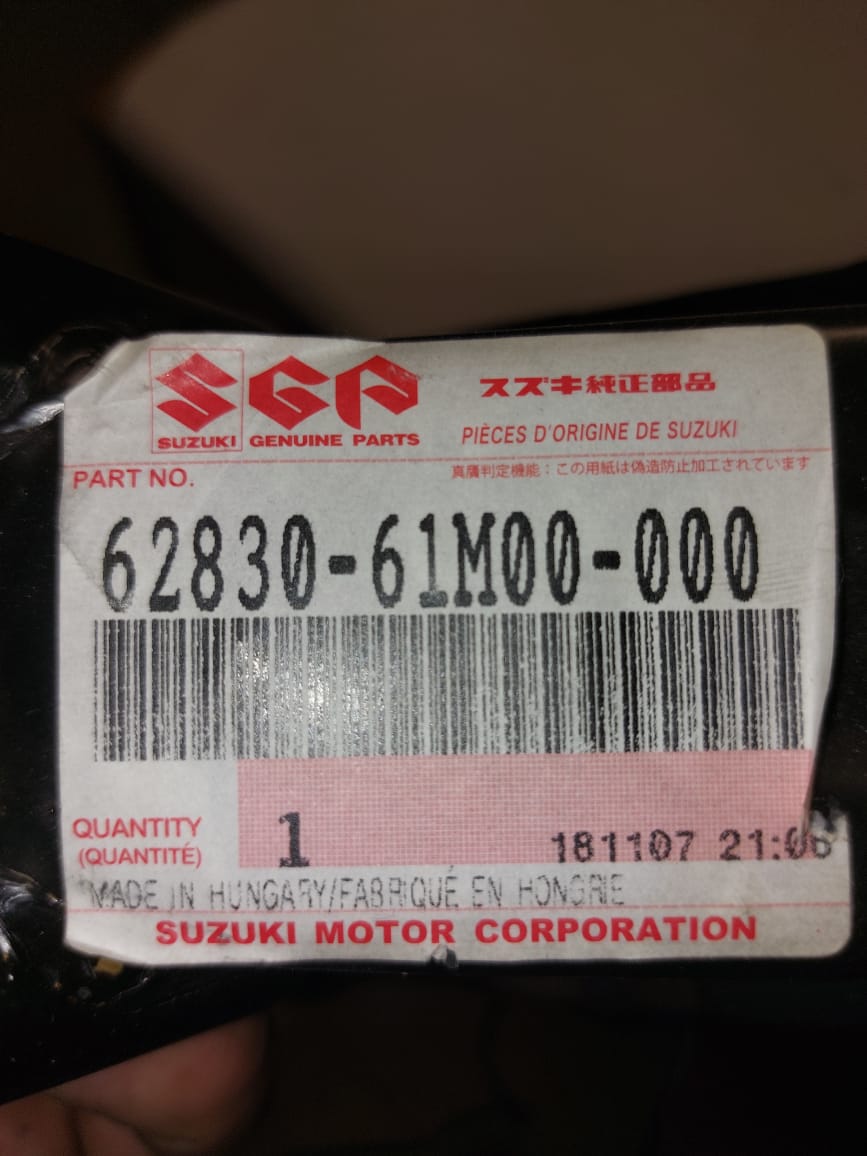 SUZUKI
GENUINE PARTS
スズキ純正部品
PIÈCES D'ORIGINE DE SUZUKI
PART NO.
真贋判定機能：この用紙は偽造防止加工されています
62830-61M00-000
QUANTITY
(QUANTITÉ)
1
181107 21:06
MADE IN HUNGARY/FABRIQUÉ EN HONGRIE
SUZUKI MOTOR CORPORATION